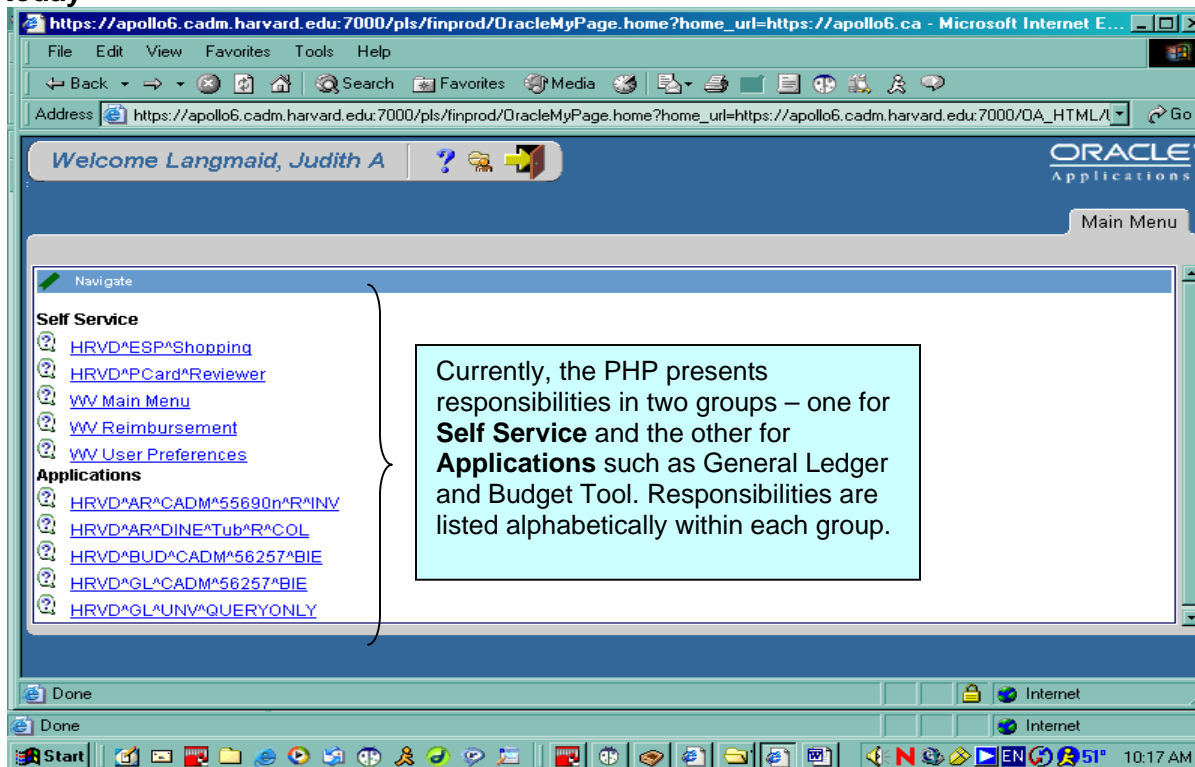 today
https://apollo6.cadm.harvard.edu:7000/pls/finprod/OracleMyPage.home?home_url=https://apollo6.ca - Microsoft Internet E...
File Edit View Favorites Tools Help
Back Search Favorites Media
Address https://apollo6.cadm.harvard.edu:7000/pls/finprod/OracleMyPage.home?home_url=https://apollo6.cadm.harvard.edu:7000/OA_HTML/ Go
Welcome Langmaid, Judith A
ORACLE
Applications
Main Menu
Navigate
Self Service
HRVD^ESP^Shopping
HRVD^PCard^Reviewer
WV Main Menu
WV Reimbursement
WV User Preferences
Applications
HRVD^AR^CADM^55690n^R^INV
HRVD^AR^DINE^Tub^R^COL
HRVD^BUD^CADM^56257^BIE
HRVD^GL^CADM^56257^BIE
HRVD^GL^UNV^QUERYONLY
Currently, the PHP presents
responsibilities in two groups – one for
Self Service and the other for
Applications such as General Ledger
and Budget Tool. Responsibilities are
listed alphabetically within each group.
Done Internet
Done Internet
Start EN 51° 10:17 AM